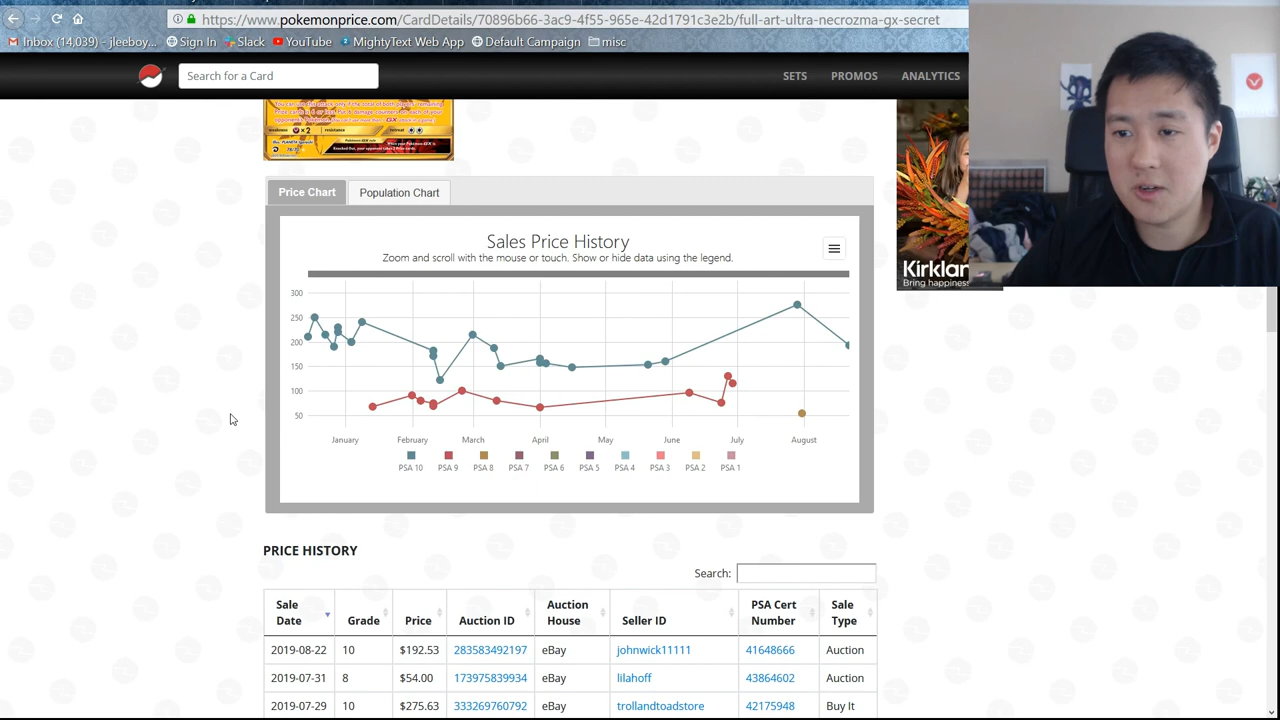 https://www.pokemonprice.com/CardDetails/70896b66-3ac9-4f55-963e-42d1791c3e2b/full-art-ultra-necrozma-gx-secret
Inbox (14,039) - jleeboy... Sign In Slack YouTube MightyText Web App Default Campaign misc
Search for a Card SETS PROMOS ANALYTICS
weakness x 2 resistance retreat
Kirklan
Bring happiness
Price Chart Population Chart
Sales Price History
Zoom and scroll with the mouse or touch. Show or hide data using the legend.
300
250
200
150
100
50
January February March April May June July August
PSA 10 PSA 9 PSA 8 PSA 7 PSA 6 PSA 5 PSA 4 PSA 3 PSA 2 PSA 1
PRICE HISTORY
Search:
Sale Date Grade Price Auction ID Auction House Seller ID PSA Cert Number Sale Type
2019-08-22 10 $192.53 283583492197 eBay johnwick11111 41648666 Auction
2019-07-31 8 $54.00 173975839934 eBay lilahoff 43864602 Auction
2019-07-29 10 $275.63 333269760792 eBay trollandtoadstore 42175948 Buy It